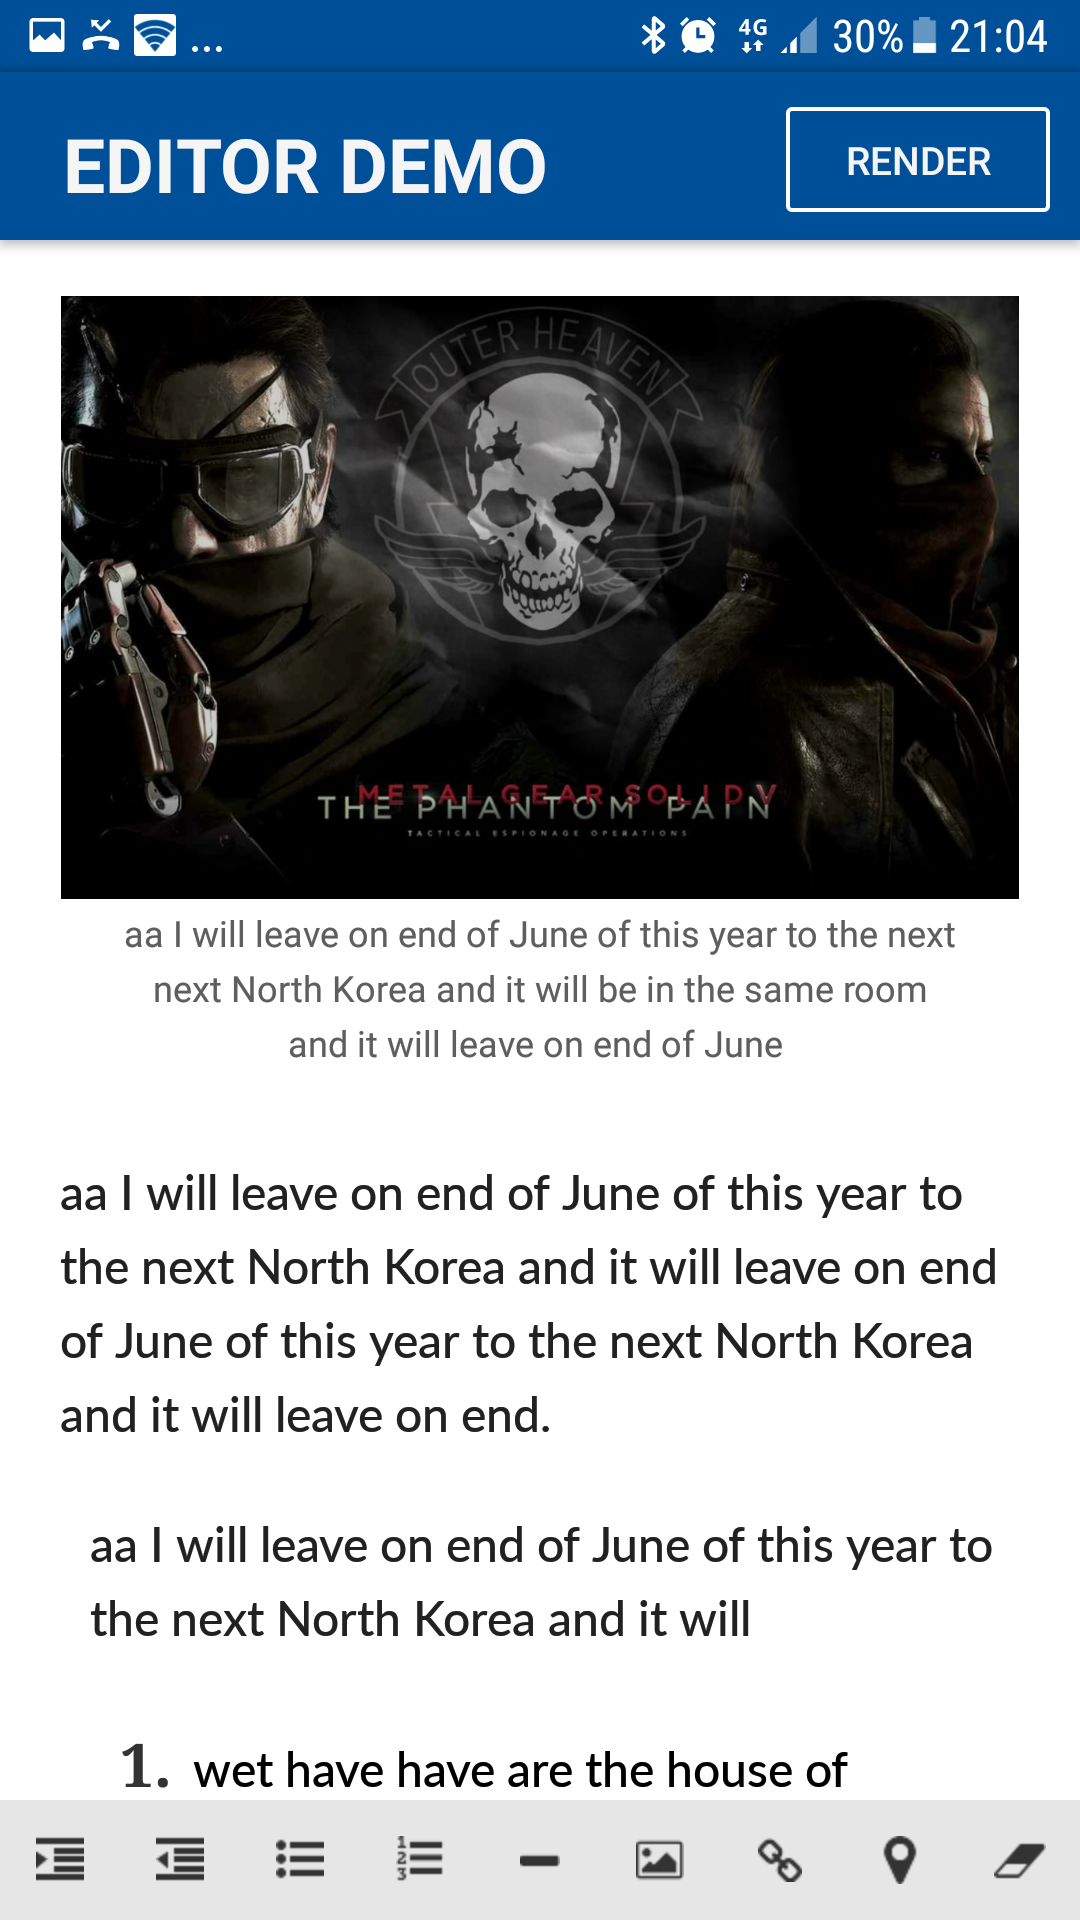 4G 30% 21:04
EDITOR DEMO
RENDER
OUTER HEAVEN
METAL GEAR SOLID V
THE PHANTOM PAIN
TACTICAL ESPIONAGE OPERATIONS
aa I will leave on end of June of this year to the next
next North Korea and it will be in the same room
and it will leave on end of June
aa I will leave on end of June of this year to
the next North Korea and it will leave on end
of June of this year to the next North Korea
and it will leave on end.
aa I will leave on end of June of this year to
the next North Korea and it will
1. wet have have are the house of
1
2
3